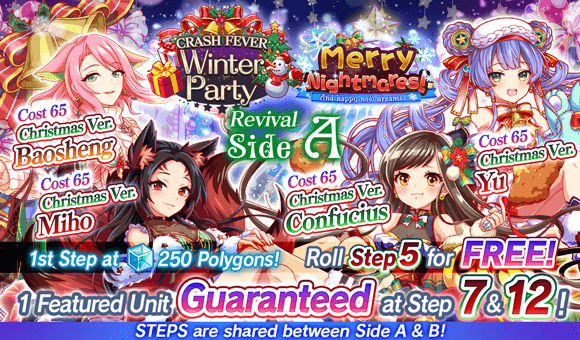 CRASH FEVER
Winter
Party
Merry
Nightmares!
And happy new dreams...
Revival
Side A
Cost 65
Christmas Ver.
Baosheng
Cost 65
Christmas Ver.
Miho
Cost 65
Christmas Ver.
Confucius
Cost 65
Christmas Ver.
Yu
1st Step at 250 Polygons!
Roll Step 5 for FREE!
1 Featured Unit Guaranteed at Step 7 & 12!
STEPS are shared between Side A & B!